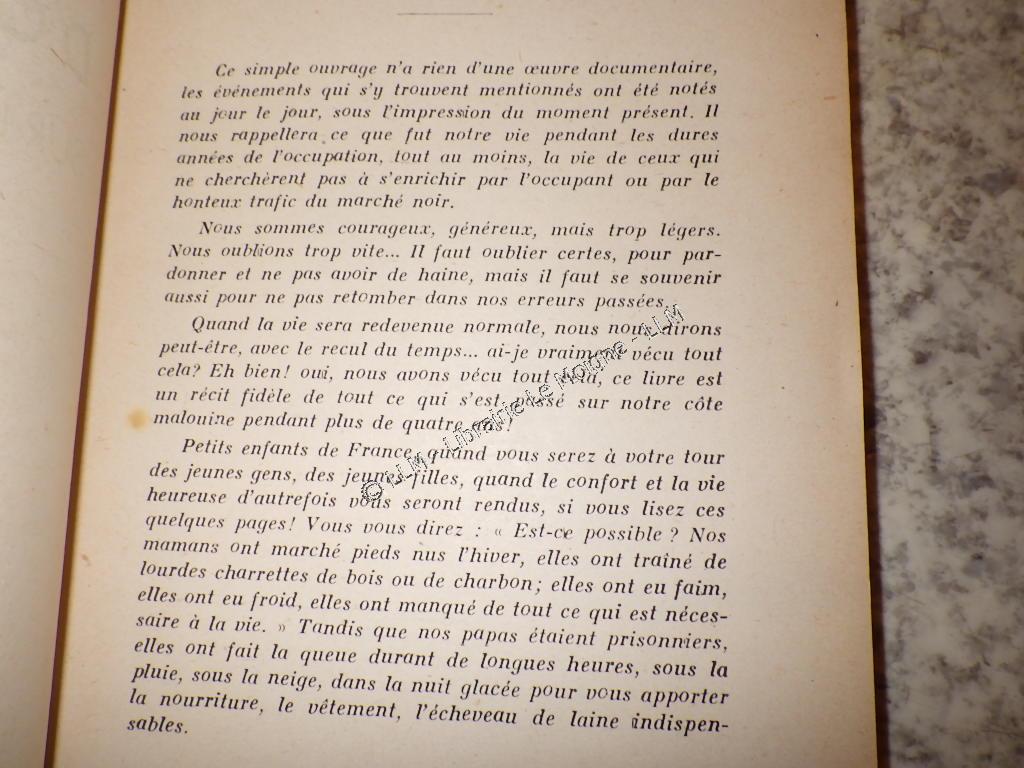 Ce simple ouvrage n'a rien d'une œuvre documentaire,
les événements qui s'y trouvent mentionnés ont été notés
au jour le jour, sous l'impression du moment présent. Il
nous rappellera ce que fut notre vie pendant les dures
années de l'occupation, tout au moins, la vie de ceux qui
ne cherchèrent pas à s'enrichir par l'occupant ou par le
honteux trafic du marché noir.
Nous sommes courageux, généreux, mais trop légers.
Nous oublions trop vite... Il faut oublier certes, pour par-
donner et ne pas avoir de haine, mais il faut se souvenir
aussi pour ne pas retomber dans nos erreurs passées.
Quand la vie sera redevenue normale, nous nous dirons
peut-être, avec le recul du temps... ai-je vraiment vécu tout
cela? Eh bien! oui, nous avons vécu tout cela, ce livre est
un récit fidèle de tout ce qui s'est passé sur notre côte
malouine pendant plus de quatre ans!
Petits enfants de France, quand vous serez à votre tour
des jeunes gens, des jeunes filles, quand le confort et la vie
heureuse d'autrefois vous seront rendus, si vous lisez ces
quelques pages! Vous vous direz : « Est-ce possible ? Nos
mamans ont marché pieds nus l'hiver, elles ont traîné de
lourdes charrettes de bois ou de charbon; elles ont eu faim,
elles ont eu froid, elles ont manqué de tout ce qui est néces-
saire à la vie. » Tandis que nos papas étaient prisonniers,
elles ont fait la queue durant de longues heures, sous la
pluie, sous la neige, dans la nuit glacée pour vous apporter
la nourriture, le vêtement, l'écheveau de laine indispen-
sables.
© LLM - Librairie Le Moigne - LLM